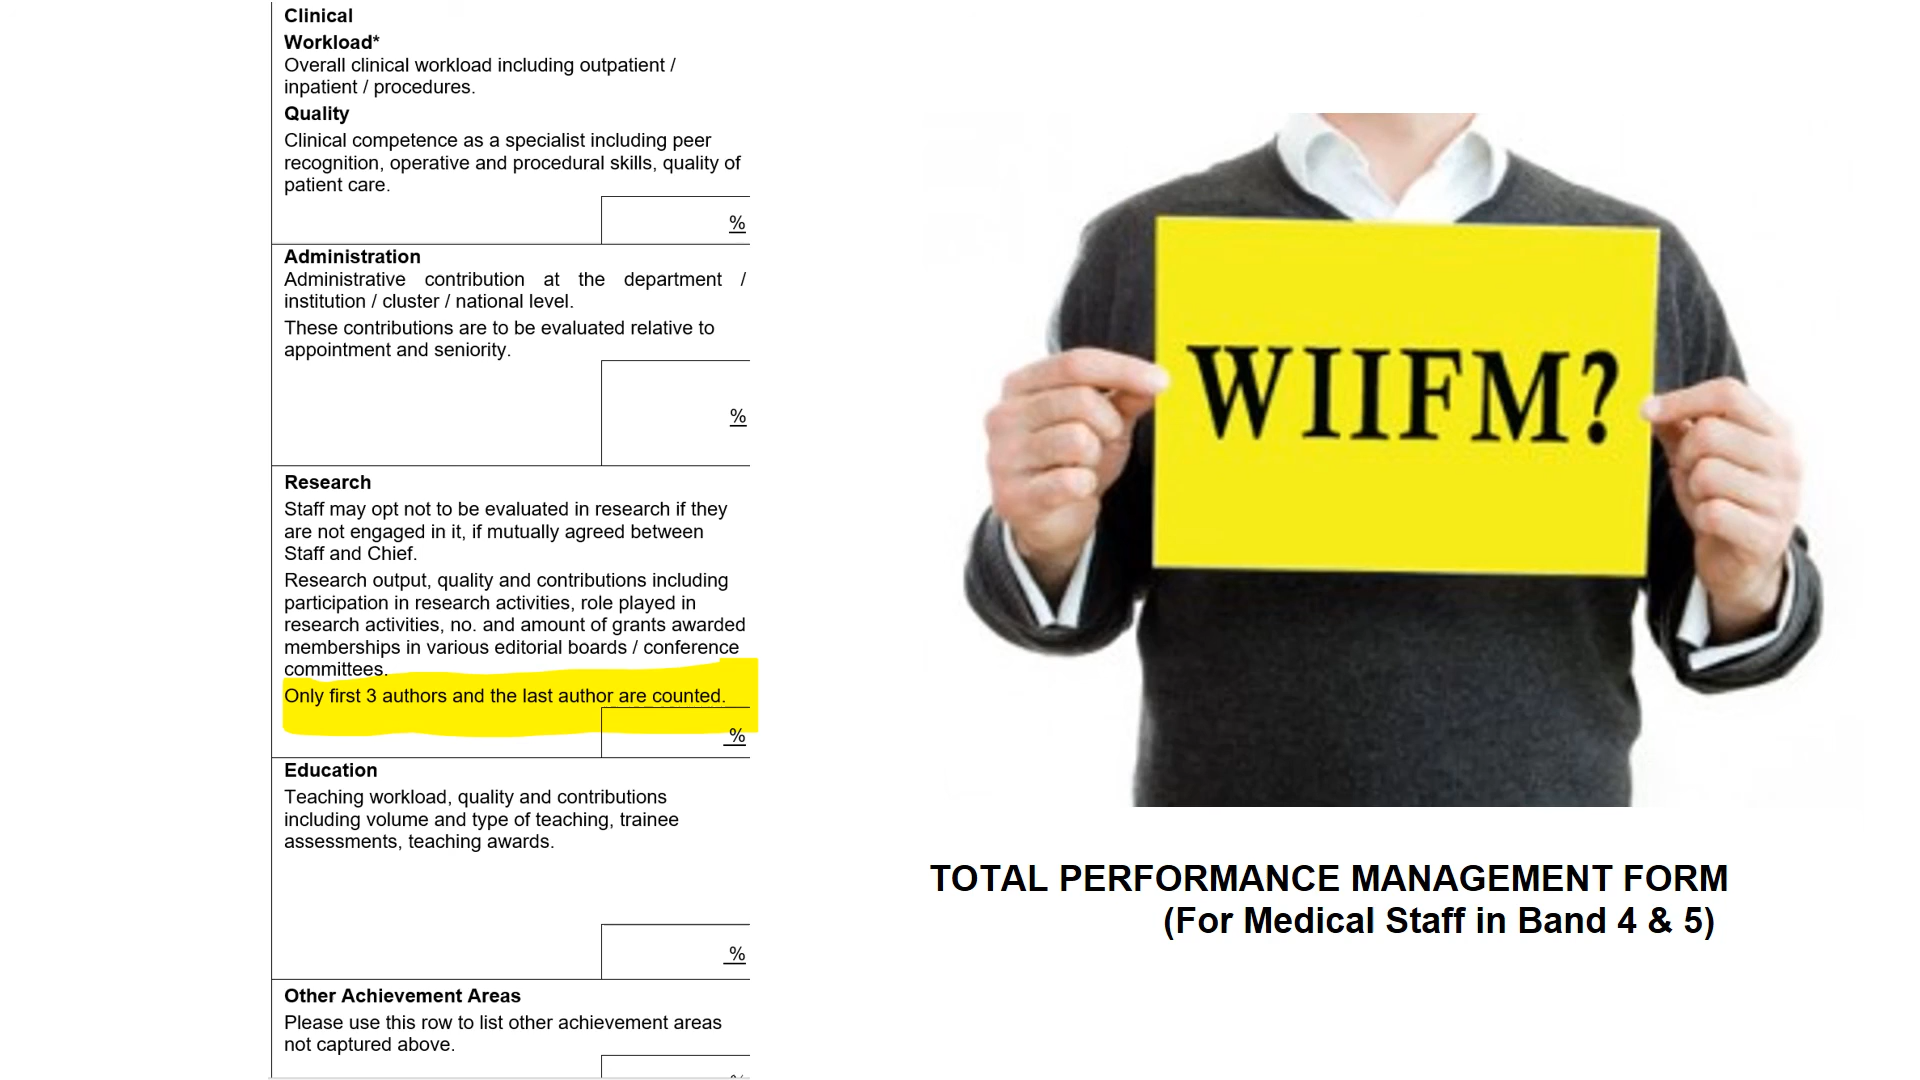 Clinical
Workload*
Overall clinical workload including outpatient /
inpatient / procedures.
Quality
Clinical competence as a specialist including peer
recognition, operative and procedural skills, quality of
patient care.
%
Administration
Administrative contribution at the department /
institution / cluster / national level.
These contributions are to be evaluated relative to
appointment and seniority.
%
Research
Staff may opt not to be evaluated in research if they
are not engaged in it, if mutually agreed between
Staff and Chief.
Research output, quality and contributions including
participation in research activities, role played in
research activities, no. and amount of grants awarded
memberships in various editorial boards / conference
committees.
Only first 3 authors and the last author are counted.
%
Education
Teaching workload, quality and contributions
including volume and type of teaching, trainee
assessments, teaching awards.
%
Other Achievement Areas
Please use this row to list other achievement areas
not captured above.
WIIFM?
TOTAL PERFORMANCE MANAGEMENT FORM
(For Medical Staff in Band 4 & 5)